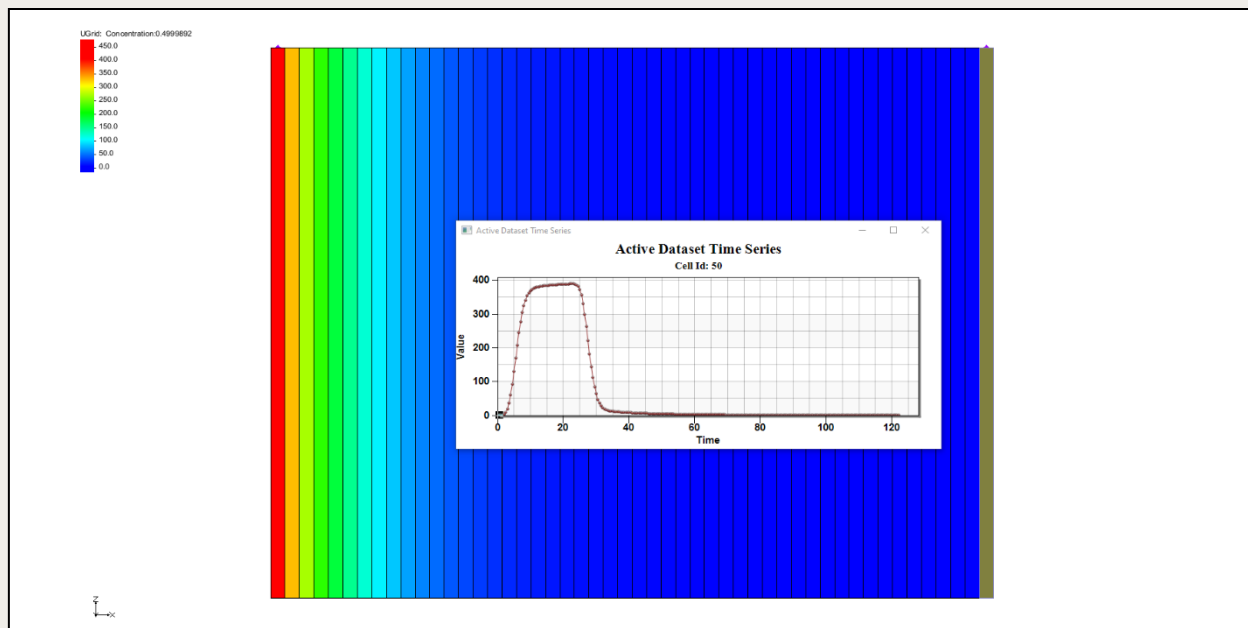 UGrid: Concentration:0.4999892
450.0
400.0
350.0
300.0
250.0
200.0
150.0
100.0
50.0
0.0
Active Dataset Time Series
Active Dataset Time Series
Cell Id: 50
400
300
200
100
0
Value
0 20 40 60 80 100 120
Time
Z
X